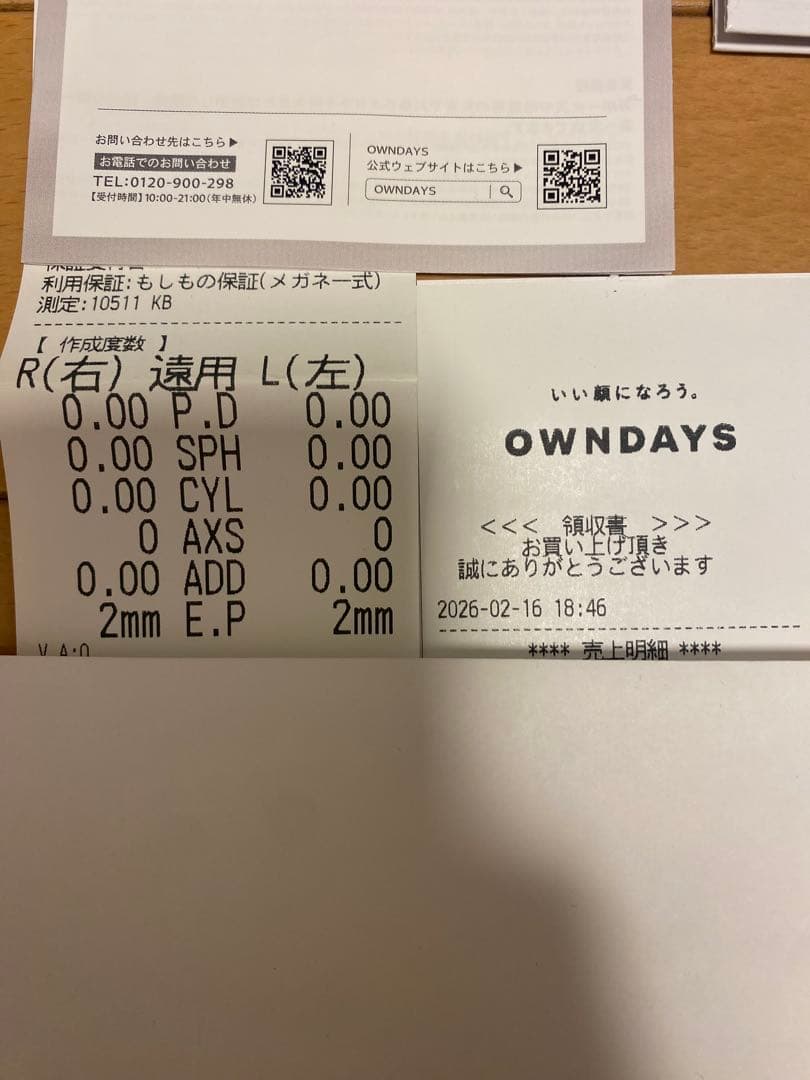 お問い合わせ先はこちら▶
お電話でのお問い合わせ
TEL:0120-900-298
【受付時間】10:00-21:00(年中無休)
OWNDAYS
公式ウェブサイトはこちら▶
OWNDAYS
利用保証:もしもの保証(メガネ一式)
測定:10511 KB
【 作成度数 】
R(右) 遠用 L(左)
0.00 P.D 0.00
0.00 SPH 0.00
0.00 CYL 0.00
0 AXS 0
0.00 ADD 0.00
2mm E.P 2mm
いい顔になろう。
OWNDAYS
<<< 領収書 >>>
お買い上げ頂き
誠にありがとうございます
2026-02-16 18:46
**** 売上明細 ****